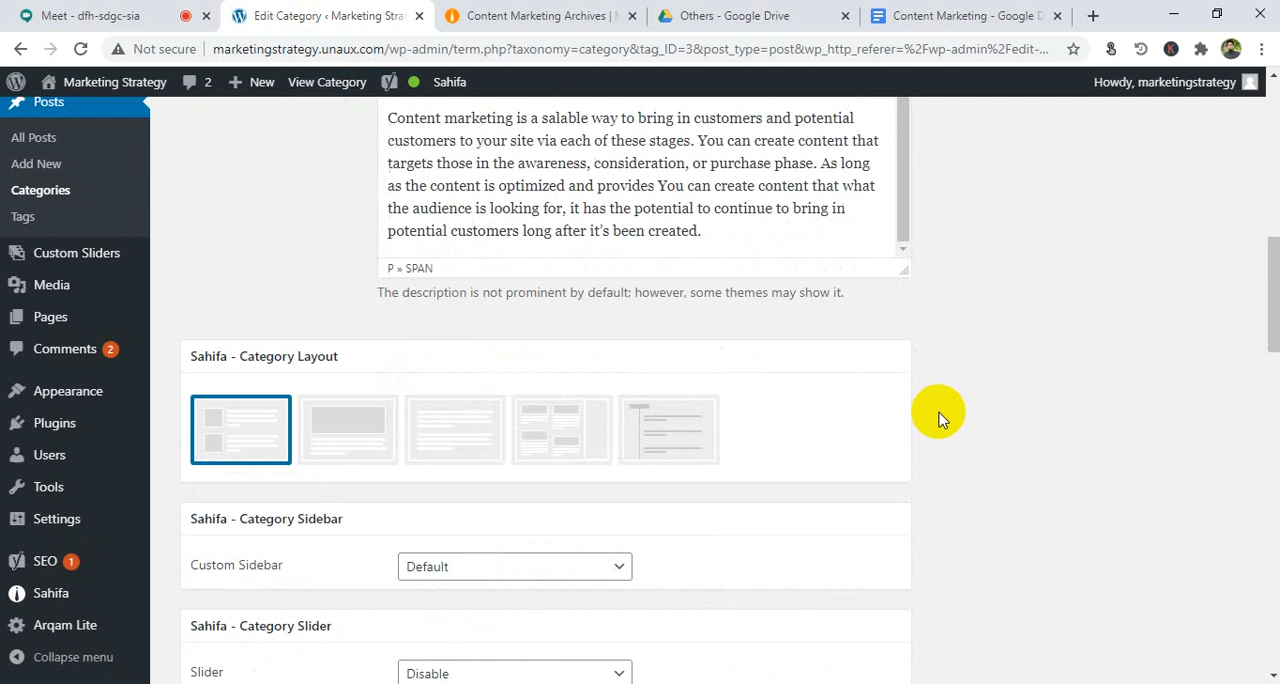 Meet - dfh-sdgc-sia
Edit Category ‹ Marketing Strat
Content Marketing Archives | M
Others - Google Drive
Content Marketing - Google D
Not secure
marketingstrategy.unaux.com/wp-admin/term.php?taxonomy=category&tag_ID=3&post_type=post&wp_http_referer=%2Fwp-admin%2Fedit-...
Marketing Strategy 2 New View Category Sahifa
Howdy, marketingstrategy
Posts
All Posts
Add New
Categories
Tags
Custom Sliders
Media
Pages
Comments 2
Appearance
Plugins
Users
Tools
Settings
SEO 1
Sahifa
Arqam Lite
Collapse menu
Content marketing is a salable way to bring in customers and potential
customers to your site via each of these stages. You can create content that
targets those in the awareness, consideration, or purchase phase. As long
as the content is optimized and provides You can create content that what
the audience is looking for, it has the potential to continue to bring in
potential customers long after it’s been created.
P » SPAN
The description is not prominent by default; however, some themes may show it.
Sahifa - Category Layout
Sahifa - Category Sidebar
Custom Sidebar
Default
Sahifa - Category Slider
Slider
Disable